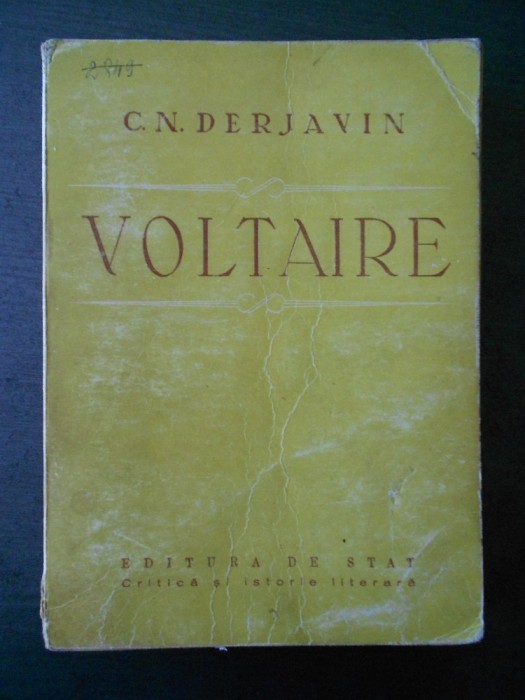 C. N. DERJAVIN
VOLTAIRE
EDITURA DE STAT
Critică și istorie literară